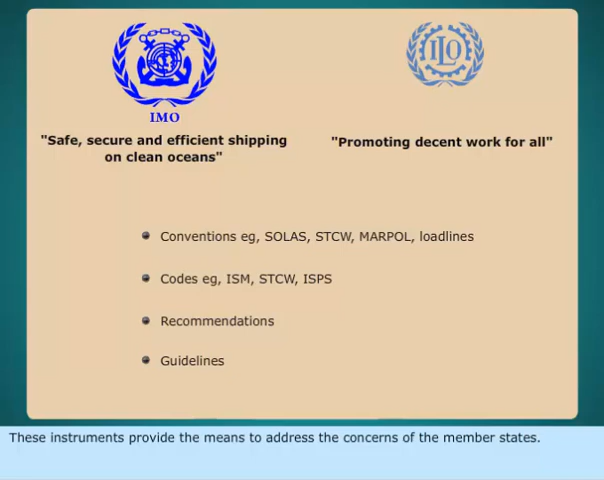 IMO
ILO
"Safe, secure and efficient shipping
on clean oceans"
"Promoting decent work for all"
Conventions eg, SOLAS, STCW, MARPOL, loadlines
Codes eg, ISM, STCW, ISPS
Recommendations
Guidelines
These instruments provide the means to address the concerns of the member states.